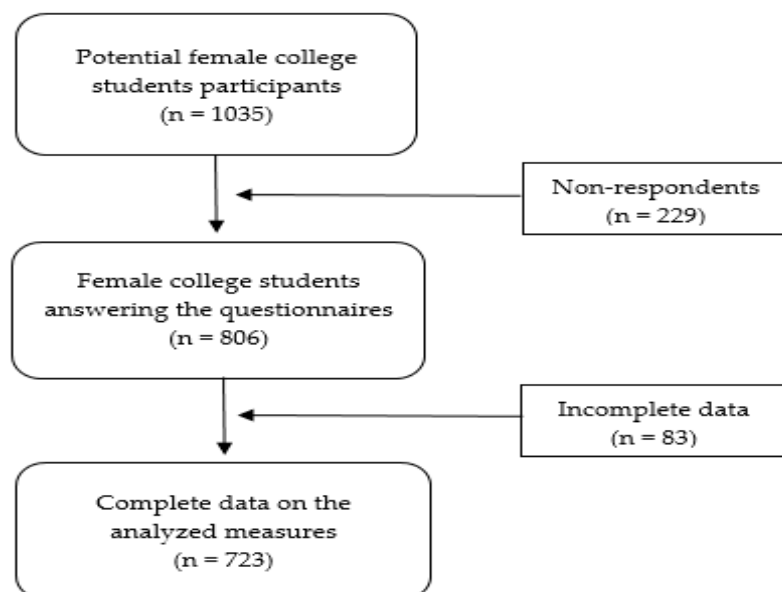 Potential female college
students participants
(n = 1035)
Non-respondents
(n = 229)
Female college students
answering the questionnaires
(n = 806)
Incomplete data
(n = 83)
Complete data on the
analyzed measures
(n = 723)